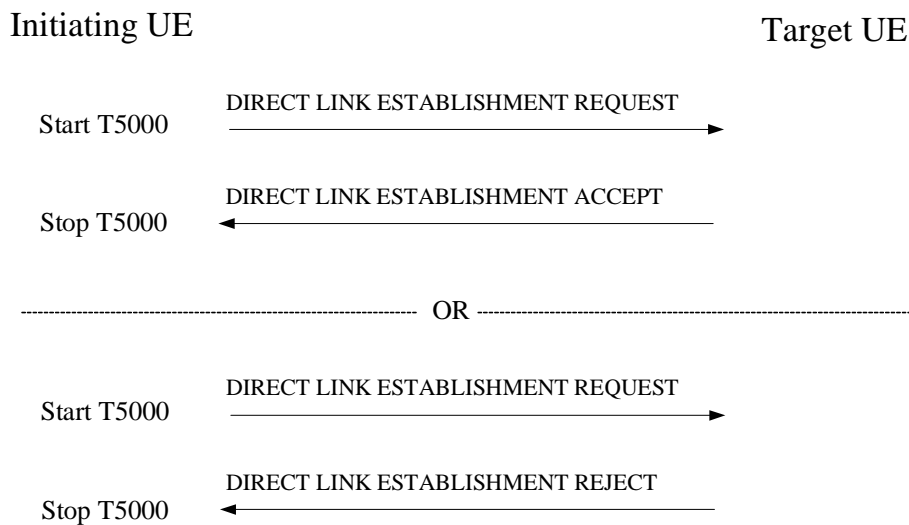 Initiating UE
Target UE
DIRECT LINK ESTABLISHMENT REQUEST
Start T5000
DIRECT LINK ESTABLISHMENT ACCEPT
Stop T5000
OR
DIRECT LINK ESTABLISHMENT REQUEST
Start T5000
DIRECT LINK ESTABLISHMENT REJECT
Stop T5000